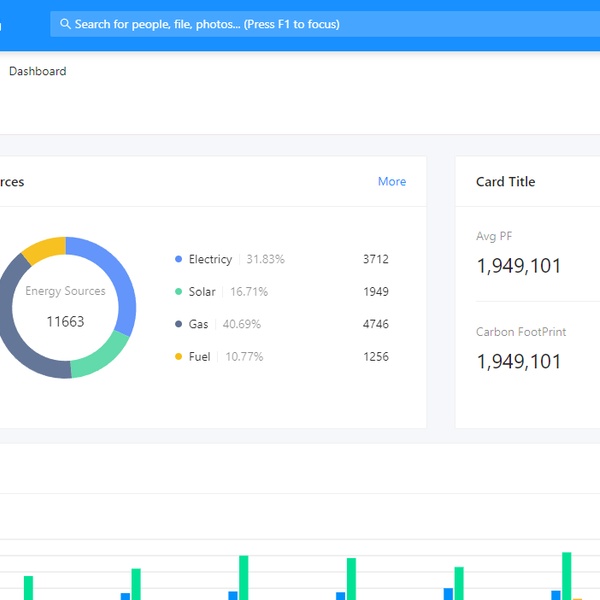 Search for people, file, photos... (Press F1 to focus)
Dashboard
rces
More
Card Title
Energy Sources
11663
Electricy 31.83% 3712
Solar 16.71% 1949
Gas 40.69% 4746
Fuel 10.77% 1256
Avg PF
1,949,101
Carbon FootPrint
1,949,101